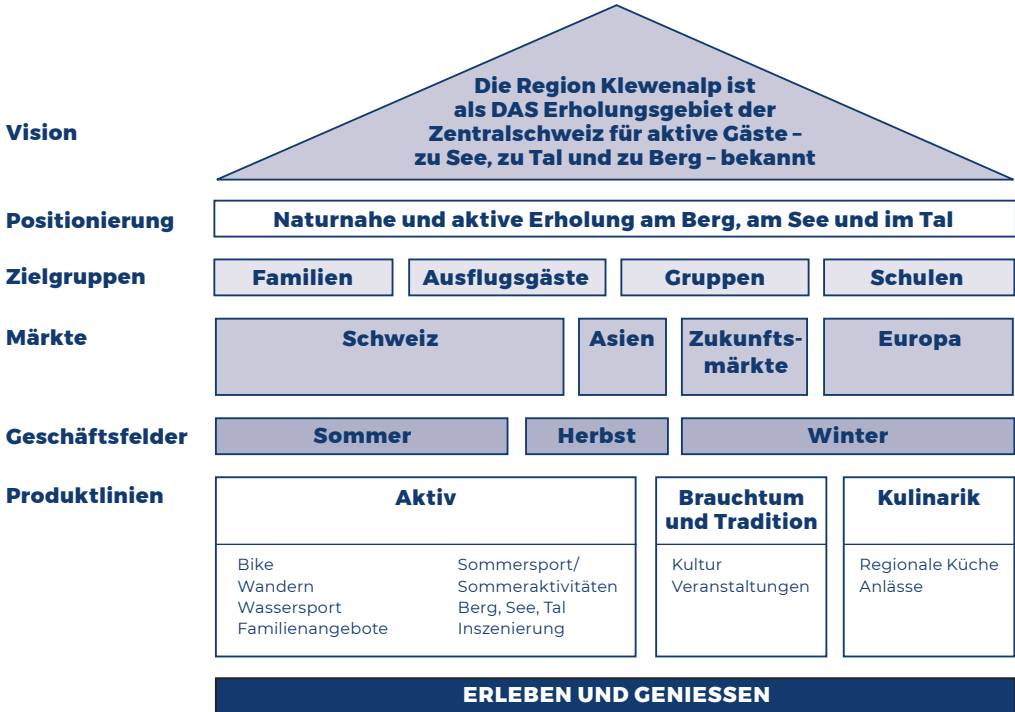 Die Region Klewenalp ist
als DAS Erholungsgebiet der
Zentralschweiz für aktive Gäste –
zu See, zu Tal und zu Berg – bekannt
Vision
Positionierung
Naturnahe und aktive Erholung am Berg, am See und im Tal
Zielgruppen
Familien
Ausflugsgäste
Gruppen
Schulen
Märkte
Schweiz
Asien
Zukunfts-
märkte
Europa
Geschäftsfelder
Sommer
Herbst
Winter
Produktlinien
Aktiv
Bike
Wandern
Wassersport
Familienangebote
Sommersport/
Sommeraktivitäten
Berg, See, Tal
Inszenierung
Brauchtum
und Tradition
Kultur
Veranstaltungen
Kulinarik
Regionale Küche
Anlässe
ERLEBEN UND GENIESSEN